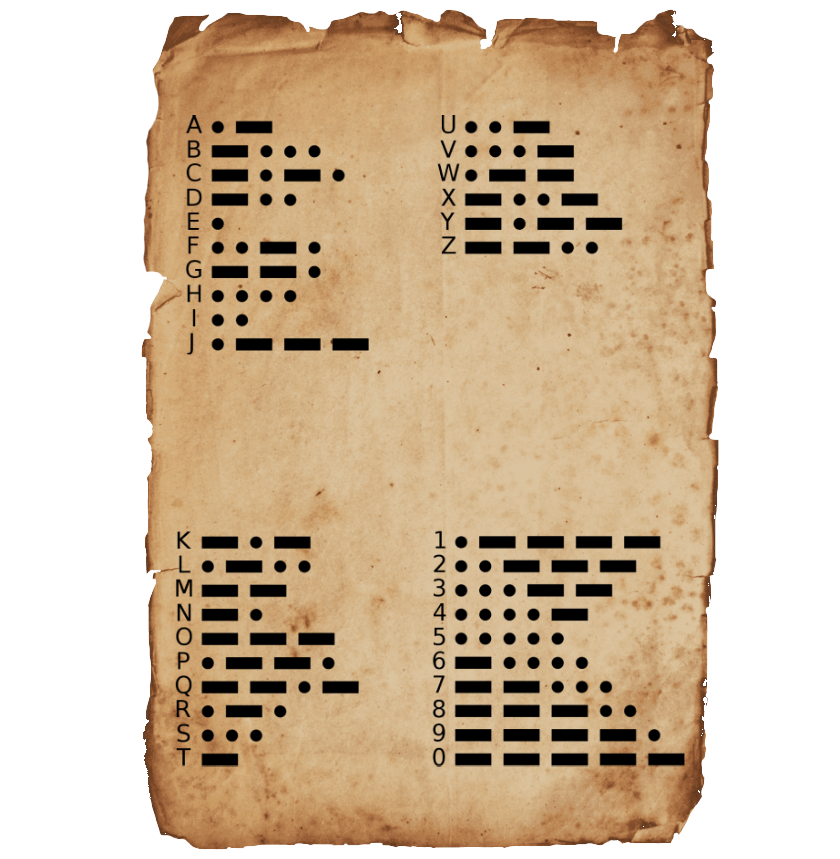 A • —
B — • • •
C — • — •
D — • •
E •
F • • — •
G — — •
H • • • •
I • •
J • — — —
U • • —
V • • • —
W • — —
X — • • —
Y — • — —
Z — — • •
K — • —
L • — • •
M — —
N — •
O — — —
P • — — •
Q — — • —
R • — •
S • • •
T —
1 • — — — —
2 • • — — —
3 • • • — —
4 • • • • —
5 • • • • •
6 — • • • •
7 — — • • •
8 — — — • •
9 — — — — •
0 — — — — —